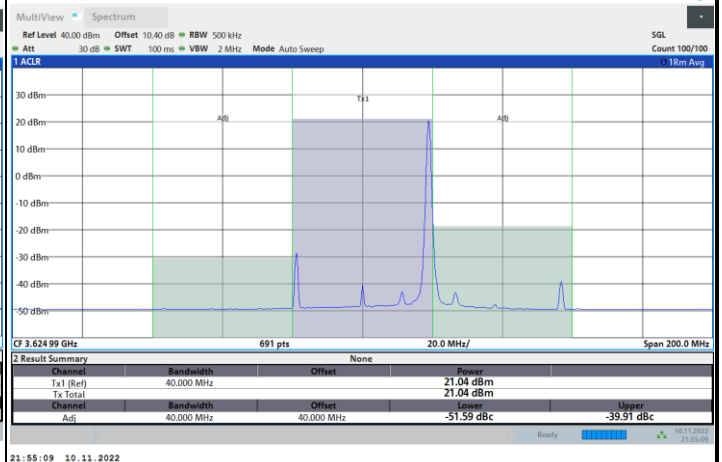 MultiView Spectrum
Ref Level 40.00 dBm Offset 10.40 dB RBW 500 kHz SGL
Att 30 dB SWT 100 ms VBW 2 MHz Mode Auto Sweep Count 100/100
1 ACLR 1Rm Avg
30 dBm
Tx1
20 dBm Adj Adj
10 dBm
0 dBm
-10 dBm
-20 dBm
-30 dBm
-40 dBm
-50 dBm
CF 3.624 99 GHz 691 pts 20.0 MHz/ Span 200.0 MHz
2 Result Summary None
Channel Bandwidth Offset Power
Tx1 (Ref) 40.000 MHz 21.04 dBm
Tx Total 21.04 dBm
Channel Bandwidth Offset Lower Upper
Adj 40.000 MHz 40.000 MHz -51.59 dBc -39.91 dBc
Ready 10.11.2022
21:55:09
21:55:09 10.11.2022